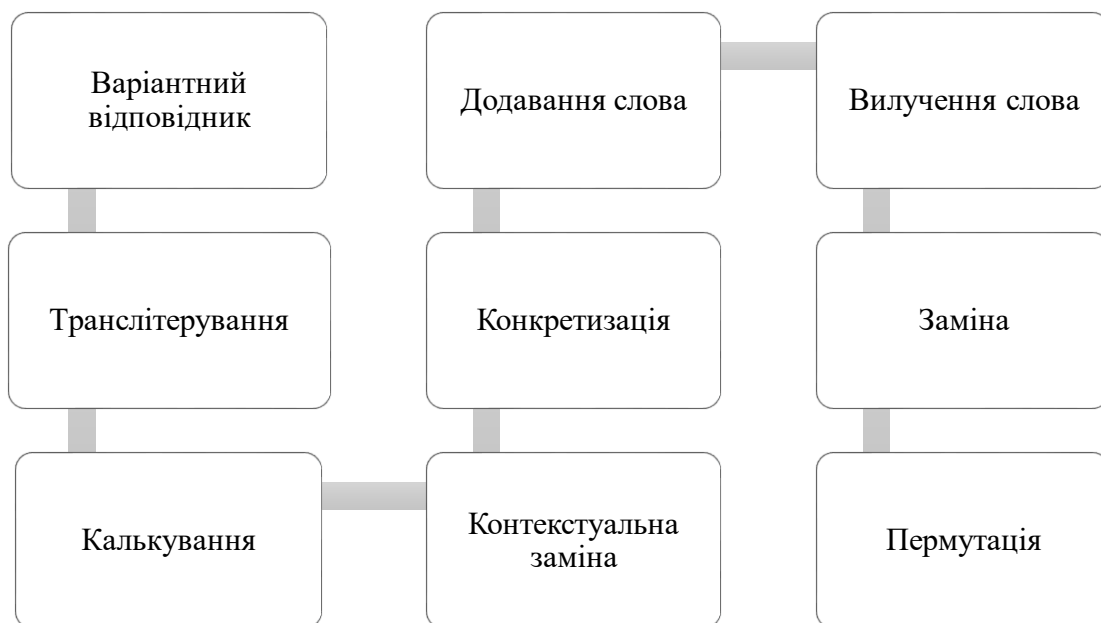 Варіантний
відповідник
Транслітерування
Калькування
Контекстуальна
заміна
Конкретизація
Додавання слова
Вилучення слова
Заміна
Пермутація